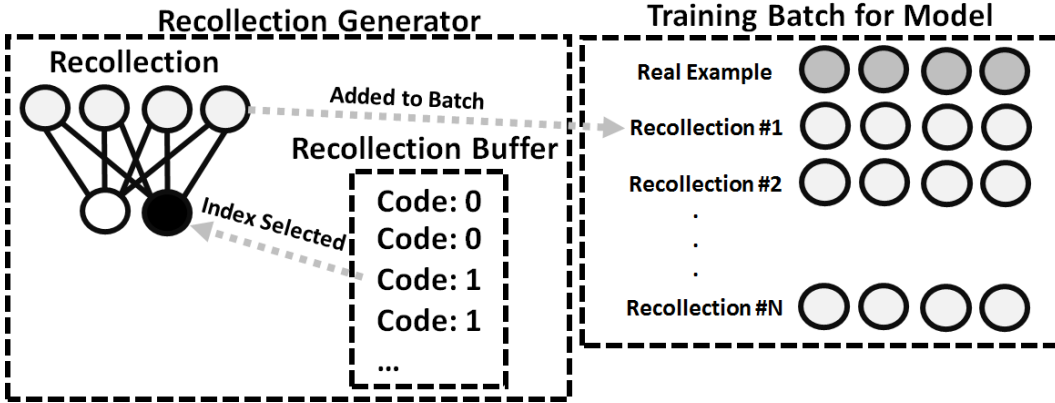 Recollection Generator
Recollection
Added to Batch
Recollection Buffer
Code: 0
Code: 0
Code: 1
Code: 1
...
Index Selected
Training Batch for Model
Real Example
Recollection #1
Recollection #2
.
.
.
Recollection #N